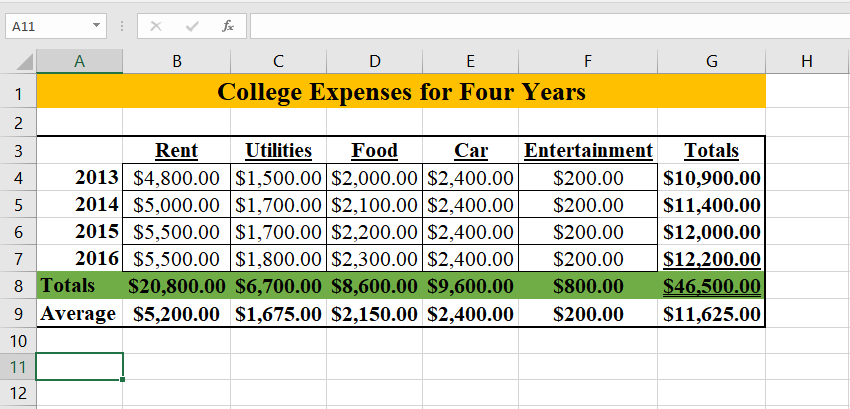 A11 fx
A B C D E F G H
1 College Expenses for Four Years
2
3 Rent Utilities Food Car Entertainment Totals
4 2013 $4,800.00 $1,500.00 $2,000.00 $2,400.00 $200.00 $10,900.00
5 2014 $5,000.00 $1,700.00 $2,100.00 $2,400.00 $200.00 $11,400.00
6 2015 $5,500.00 $1,700.00 $2,200.00 $2,400.00 $200.00 $12,000.00
7 2016 $5,500.00 $1,800.00 $2,300.00 $2,400.00 $200.00 $12,200.00
8 Totals $20,800.00 $6,700.00 $8,600.00 $9,600.00 $800.00 $46,500.00
9 Average $5,200.00 $1,675.00 $2,150.00 $2,400.00 $200.00 $11,625.00
10
11
12